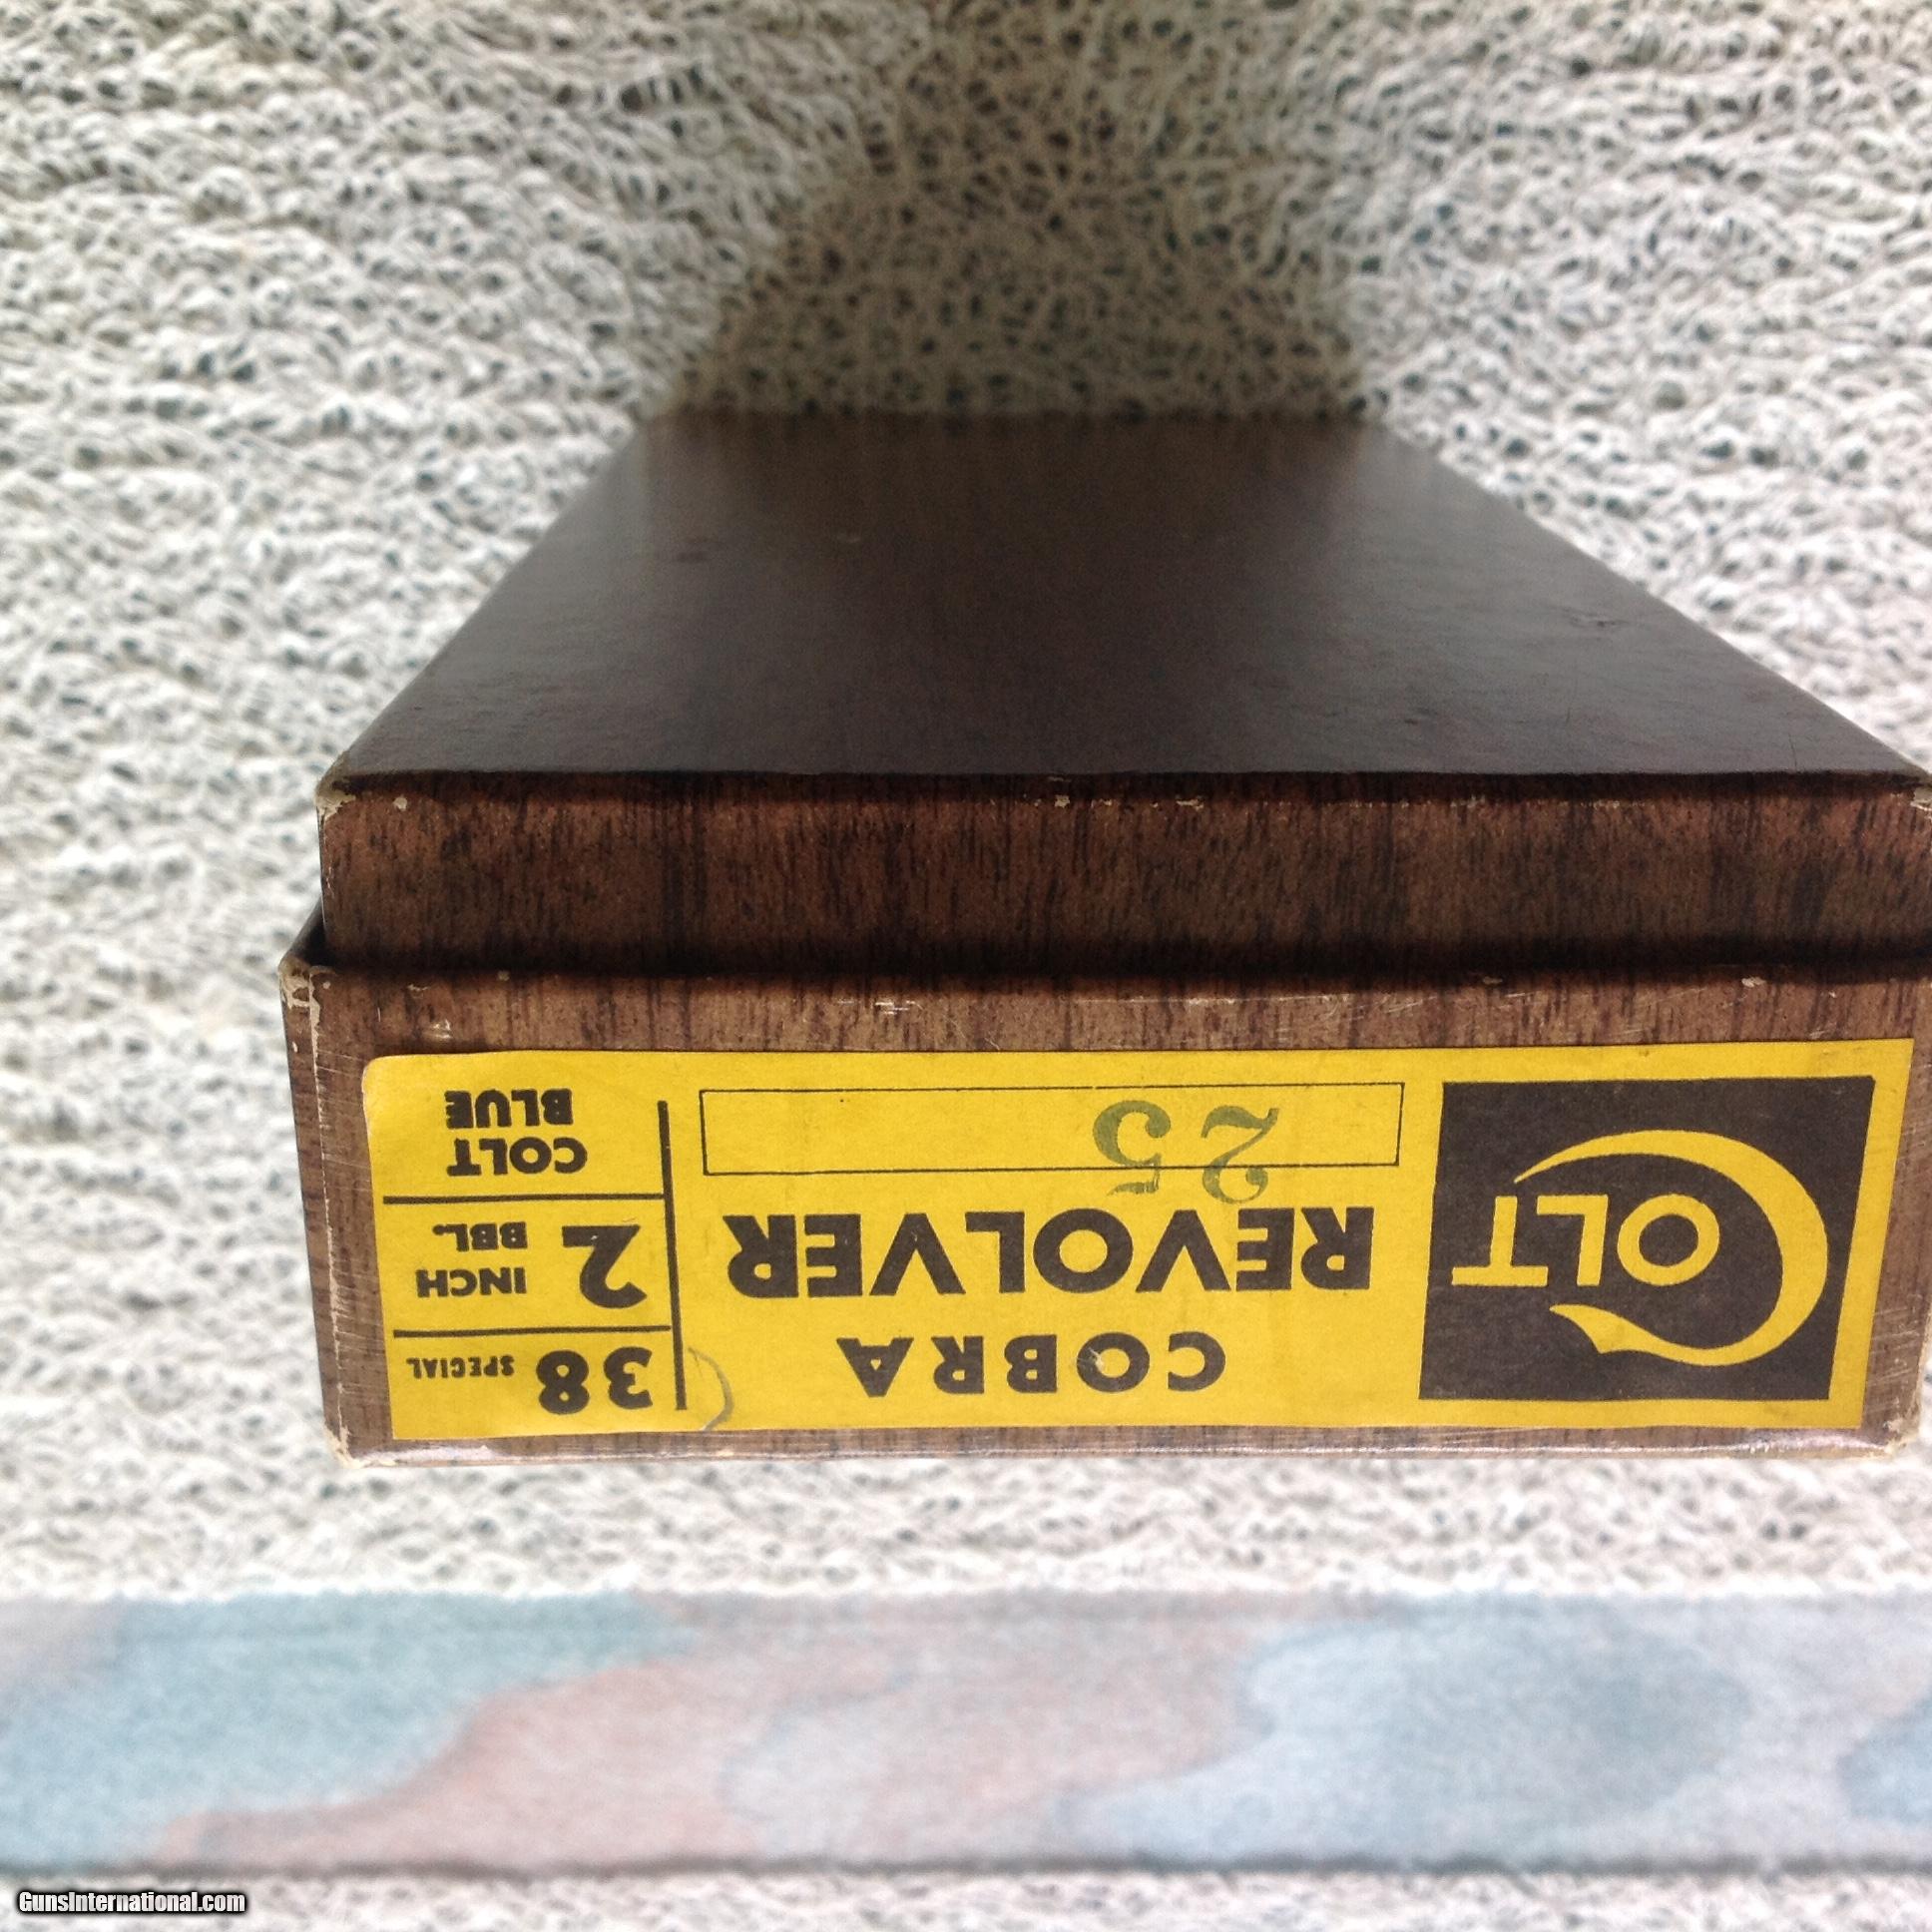 COLT
COBRA
REVOLVER
25
38 SPECIAL
2 INCH BBL.
COLT
BLUE
GunsInternational.com